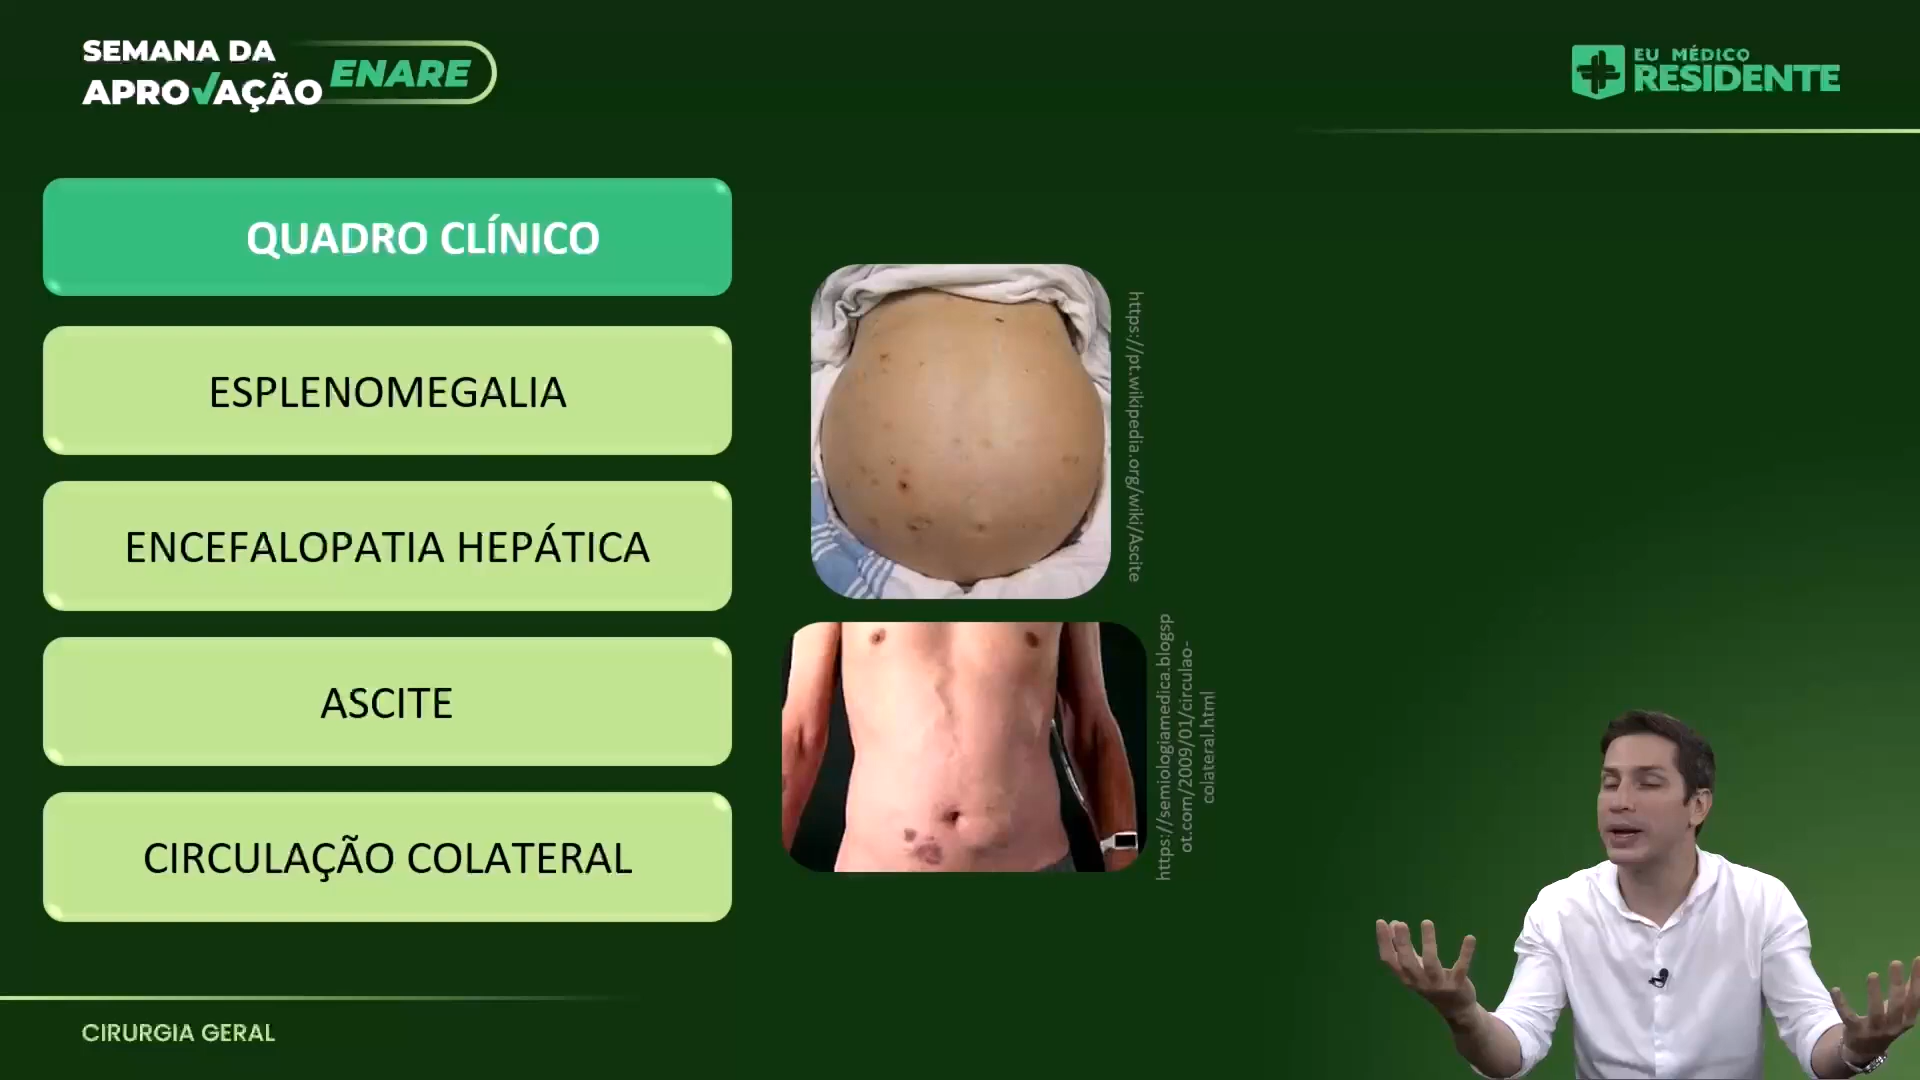 SEMANA DA
APROVAÇÃO ENARE
EU MÉDICO
RESIDENTE
QUADRO CLÍNICO
ESPLENOMEGALIA
ENCEFALOPATIA HEPÁTICA
ASCITE
CIRCULAÇÃO COLATERAL
https://pt.wikipedia.org/wiki/Ascite
https://semiologiamedica.blogsp
ot.com/2009/01/circulao-
colateral.html
CIRURGIA GERAL